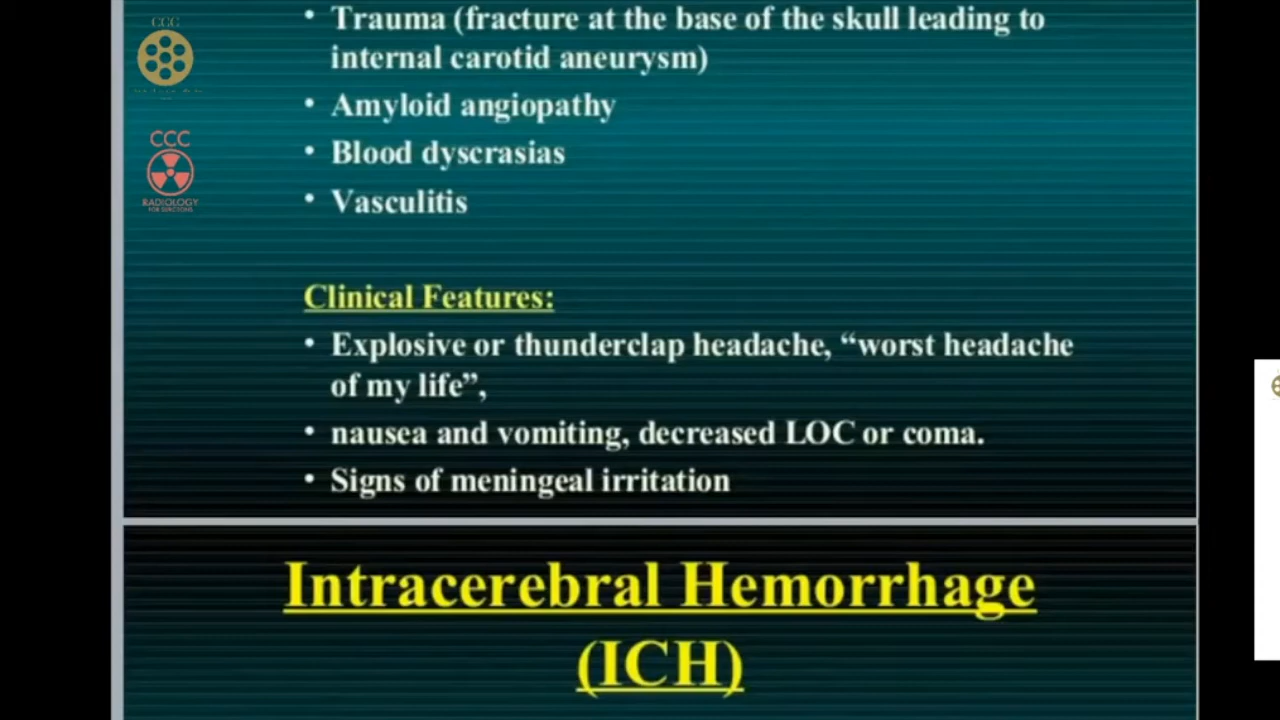 CCC
• Trauma (fracture at the base of the skull leading to
internal carotid aneurysm)
• Amyloid angiopathy
CCC
RADIOLOGY
• Blood dyscrasias
• Vasculitis
Clinical Features:
• Explosive or thunderclap headache, “worst headache
of my life”,
• nausea and vomiting, decreased LOC or coma.
• Signs of meningeal irritation
Intracerebral Hemorrhage
(ICH)